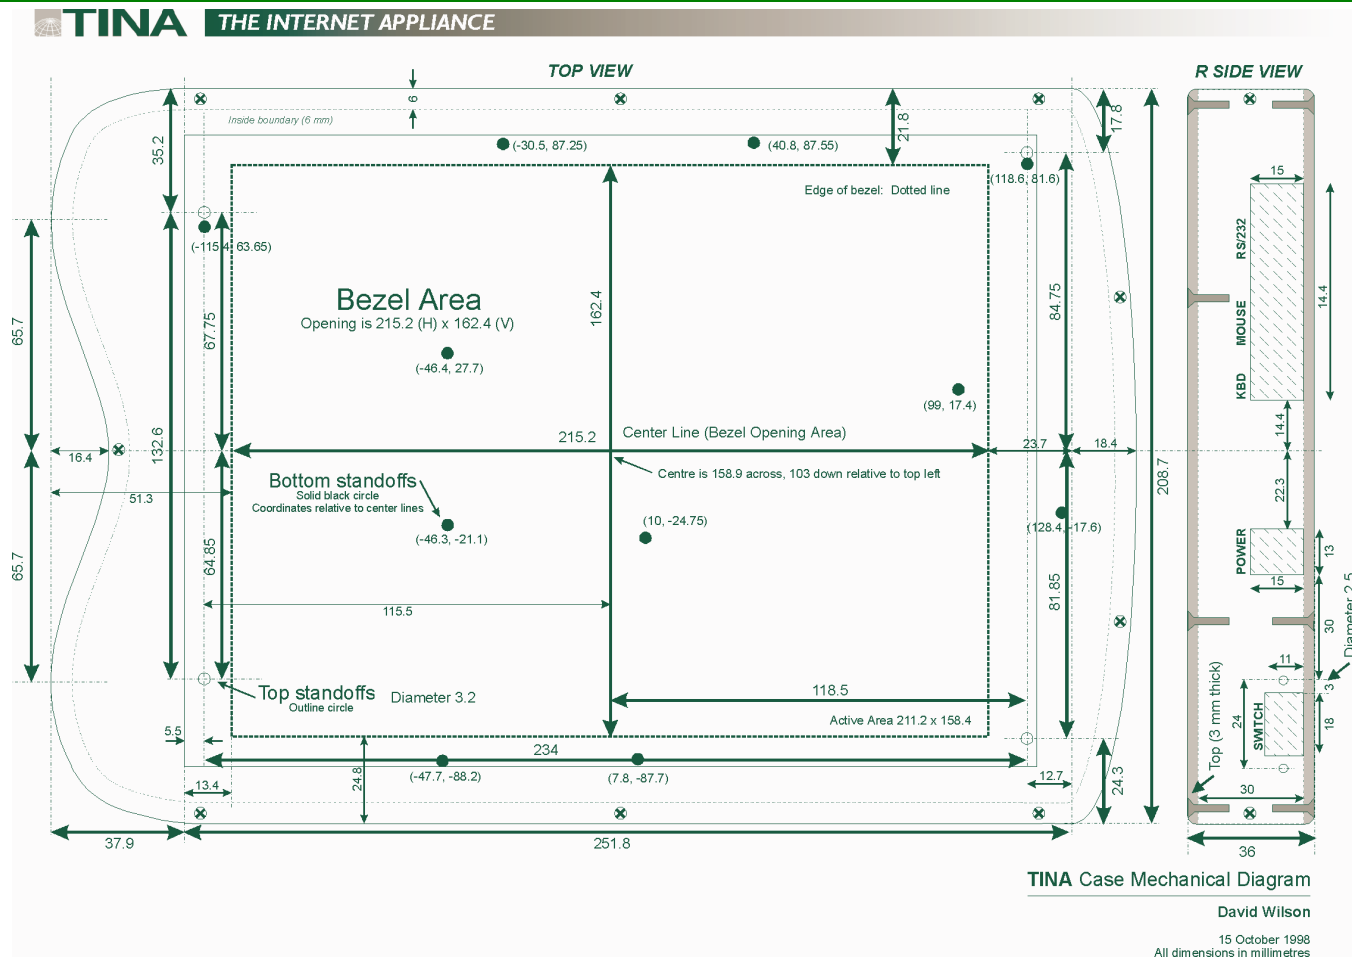 TINA THE INTERNET APPLIANCE
TOP VIEW
R SIDE VIEW
6
Inside boundary (6 mm)
17.8
21.8
35.2
(-30.5, 87.25)
(40.8, 87.55)
(118.6, 81.6)
Edge of bezel: Dotted line
15
(-115.4, 63.65)
RS/232
Bezel Area
Opening is 215.2 (H) x 162.4 (V)
162.4
84.75
14.4
65.7
67.75
MOUSE
(-46.4, 27.7)
KBD
(99, 17.4)
14.4
132.6
215.2
Center Line (Bezel Opening Area)
23.7
18.4
16.4
Centre is 158.9 across, 103 down relative to top left
208.7
22.3
51.3
Bottom standoffs
Solid black circle
Coordinates relative to center lines
(10, -24.75)
(128.4, -17.6)
(-46.3, -21.1)
POWER
13
65.7
64.85
81.85
15
115.5
30
Diameter 2.5
11
Top standoffs
Outline circle
Diameter 3.2
118.5
3
Active Area 211.2 x 158.4
24
SWITCH
18
Top (3 mm thick)
5.5
234
24.8
(-47.7, -88.2)
(7.8, -87.7)
12.7
24.3
13.4
30
37.9
251.8
36
TINA Case Mechanical Diagram
David Wilson
15 October 1998
All dimensions in millimetres